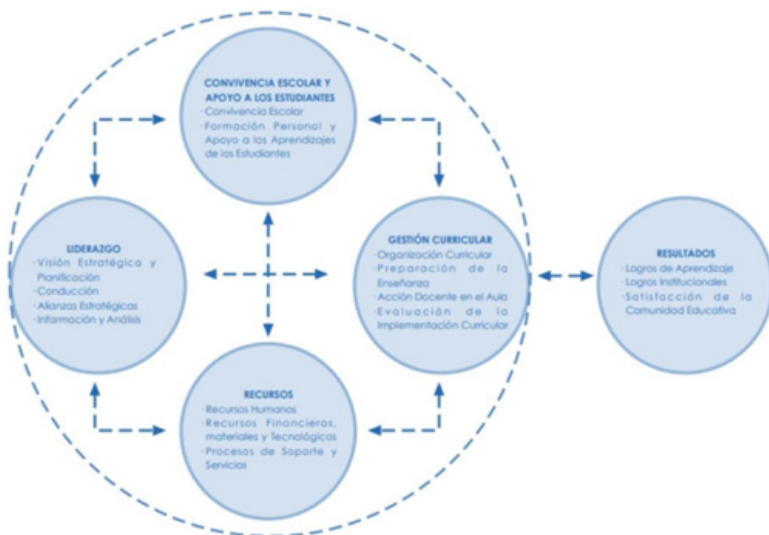 CONVIVENCIA ESCOLAR Y
APOYO A LOS ESTUDIANTES
·Convivencia Escolar
·Formación Personal y
Apoyo a los Aprendizajes
de los Estudiantes
LIDERAZGO
·Visión Estratégica y
Planificación
·Conducción
·Alianzas Estratégicas
·Información y Análisis
GESTIÓN CURRICULAR
·Organización Curricular
·Preparación de la
Enseñanza
·Acción Docente en el Aula
·Evaluación de la
Implementación Curricular
RESULTADOS
·Logros de Aprendizaje
·Logros Institucionales
·Satisfacción de la
Comunidad Educativa
RECURSOS
·Recursos Humanos
·Recursos Financieros,
materiales y Tecnológicos
·Procesos de Soporte y
Servicios